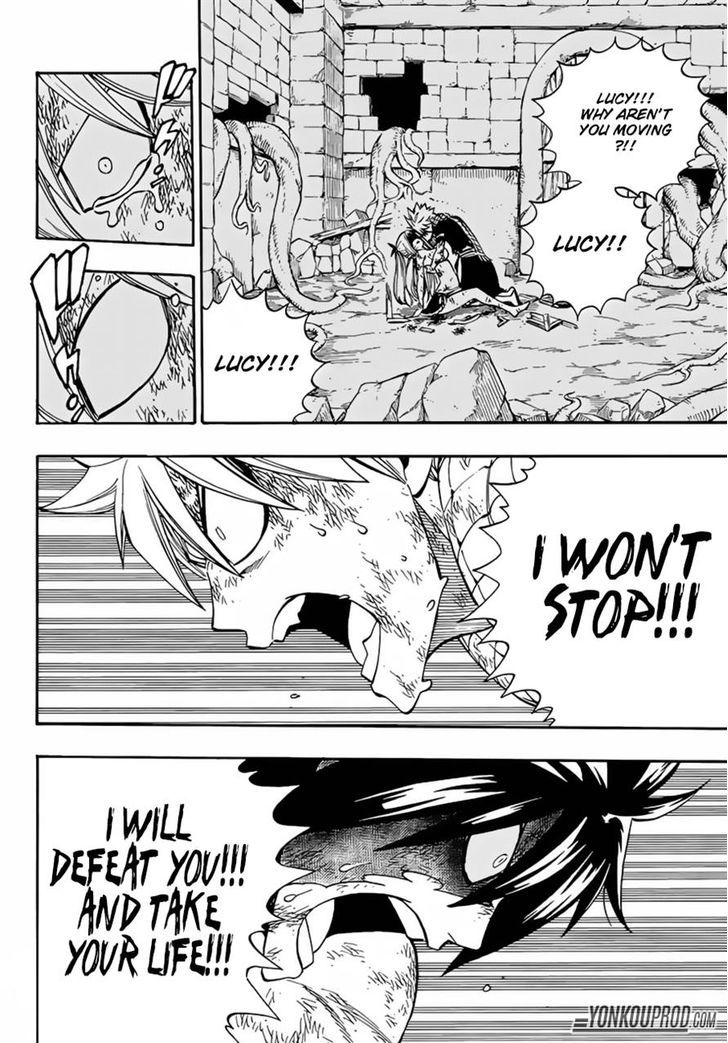 LUCY!!!
WHY AREN'T
YOU MOVING
?!!
LUCY!!
LUCY!!!
I WON'T
STOP!!!
I WILL
DEFEAT YOU!!!
AND TAKE
YOUR LIFE!!!
YONKOUPROD.COM